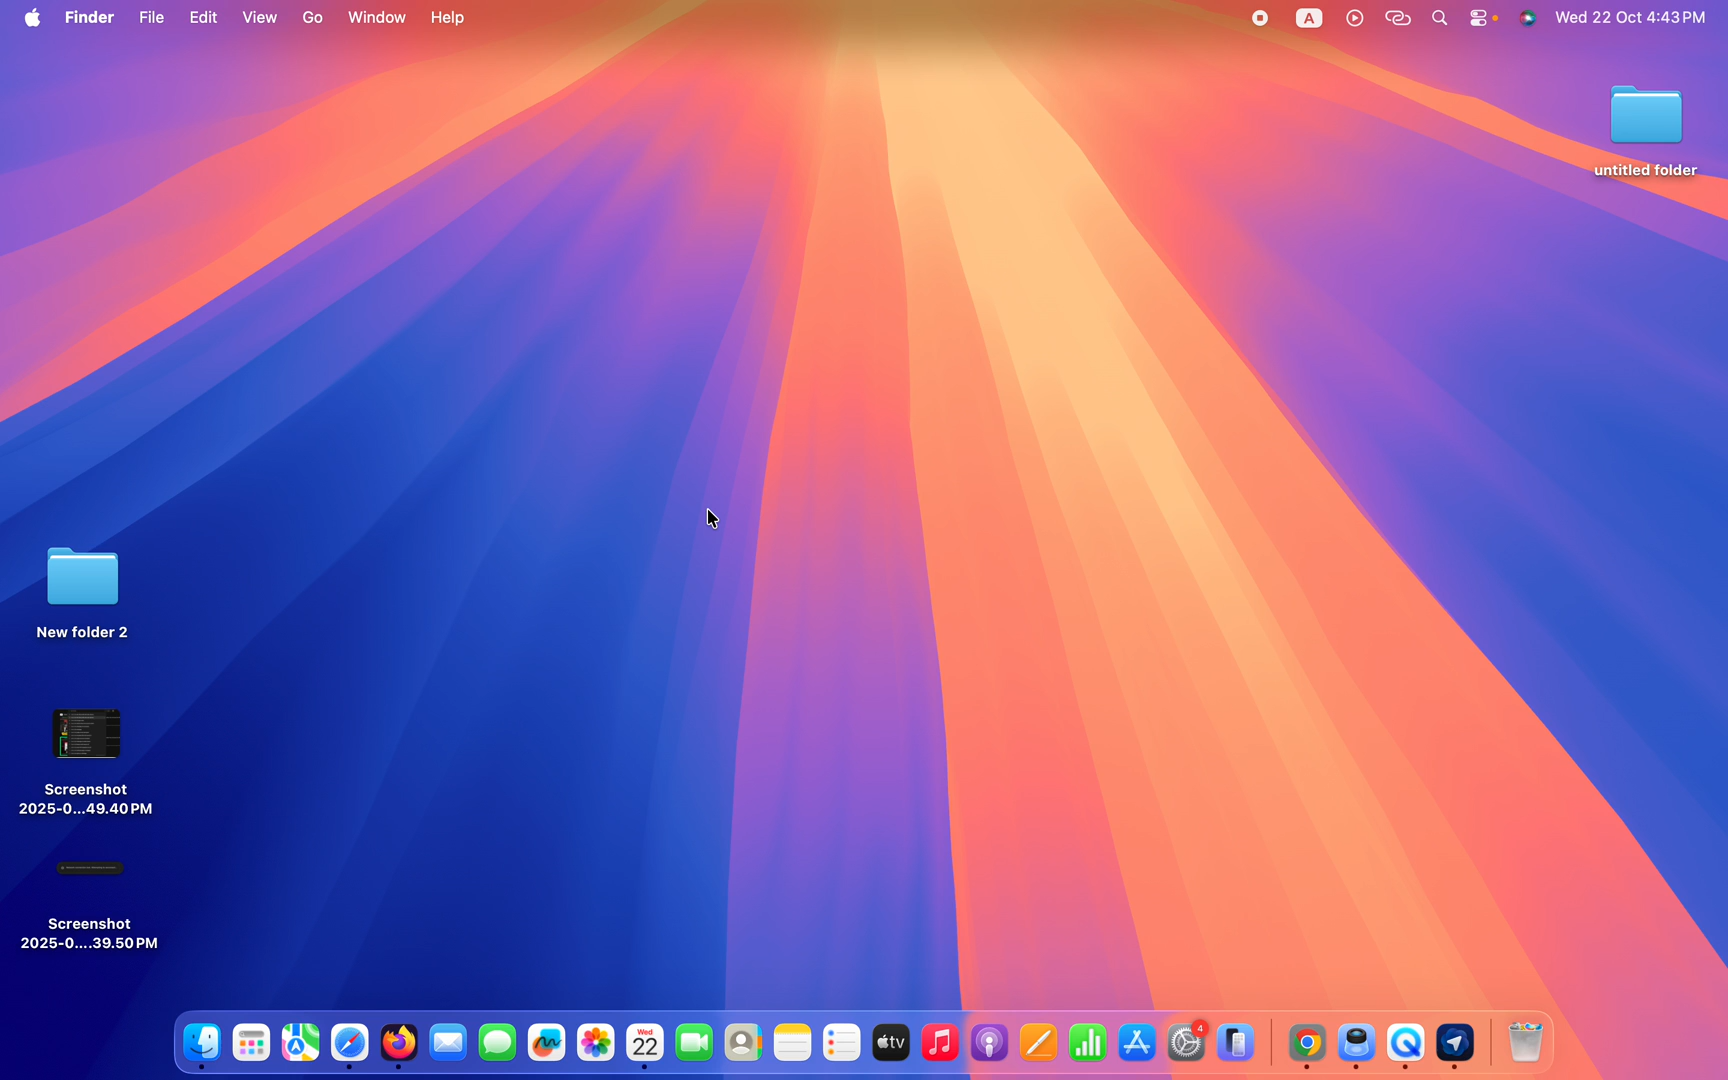 Finder File Edit View Go Window Help A Wed 22 Oct 4:43 PM
untitled folder
New folder 2
Screenshot
2025-0...49.40 PM
Screenshot
2025-0....39.50 PM
Wed
22
tv
4